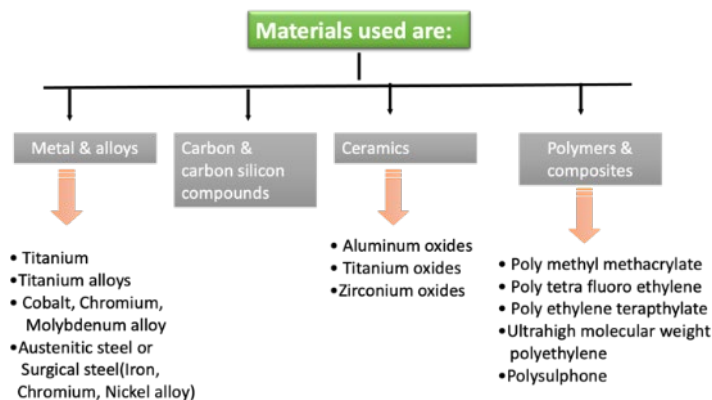 Materials used are:
Metal & alloys
Carbon &
carbon silicon
compounds
Ceramics
Polymers &
composites
• Titanium
•Titanium alloys
• Cobalt, Chromium,
Molybdenum alloy
•Austenitic steel or
Surgical steel(Iron,
Chromium, Nickel alloy)
• Aluminum oxides
• Titanium oxides
•Zirconium oxides
• Poly methyl methacrylate
• Poly tetra fluoro ethylene
• Poly ethylene terapthylate
•Ultrahigh molecular weight
polyethylene
•Polysulphone